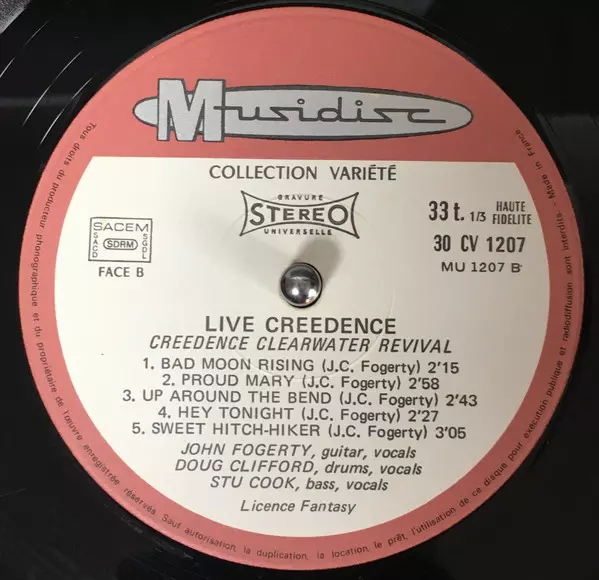 Musidisc
COLLECTION VARIÉTÉ
GRAVURE
STEREO
UNIVERSELLE
33 t. 1/3 HAUTE FIDELITE
30 CV 1207
MU 1207 B
SACEM
SACD
SDRM
SGDL
FACE B
LIVE CREEDENCE
CREEDENCE CLEARWATER REVIVAL
1. BAD MOON RISING (J.C. Fogerty) 2'15
2. PROUD MARY (J.C. Fogerty) 2'58
3. UP AROUND THE BEND (J.C. Fogerty) 2'43
4. HEY TONIGHT (J.C. Fogerty) 2'27
5. SWEET HITCH-HIKER (J.C. Fogerty) 3'05
JOHN FOGERTY, guitar, vocals
DOUG CLIFFORD, drums, vocals
STU COOK, bass, vocals
Licence Fantasy
Tous droits du producteur phonographique et du propriétaire de l'œuvre enregistrée réservés. Sauf autorisation, la duplication, la location, le prêt, l'utilisation de ce disque pour exécution publique et radiodiffusion sont interdits - Made in France